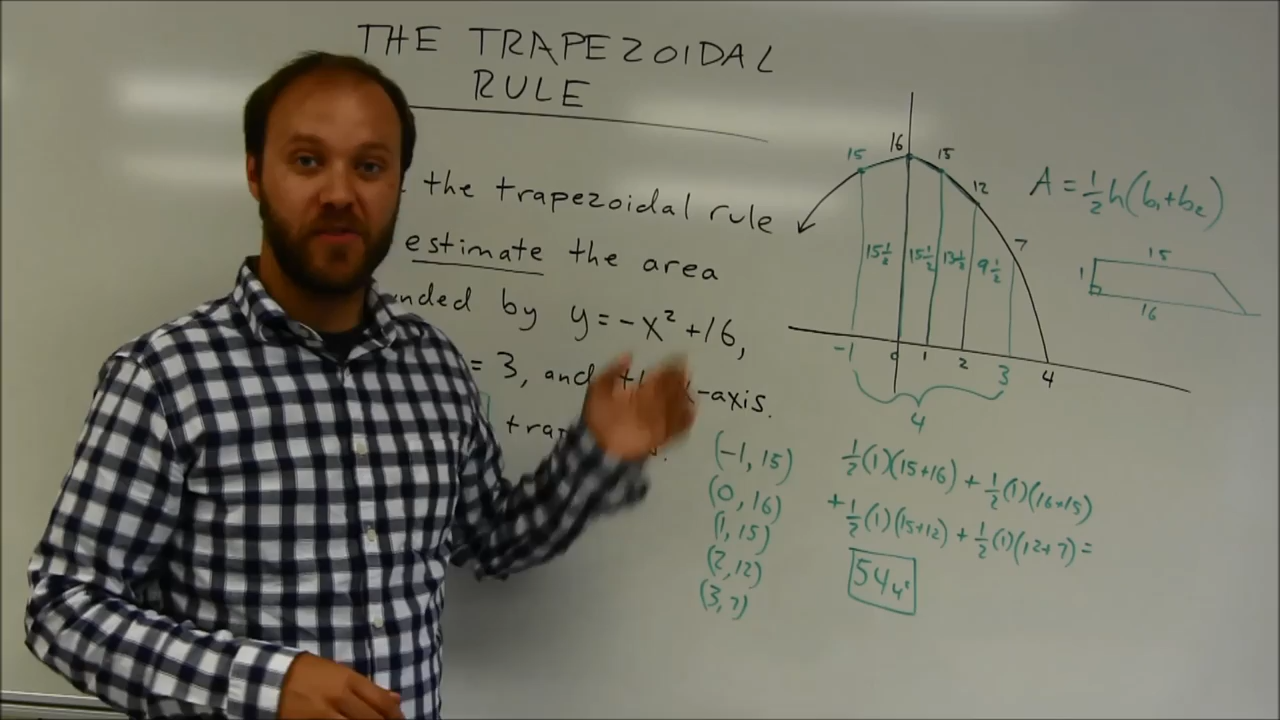 THE TRAPEZOIDAL
RULE
the trapezoidal rule
estimate the area
by y = -x² + 16,
= 3, and x-axis.
(-1, 15)
(0, 16)
(1, 15)
(2, 12)
(3, 7)
15 16 15
12
7
15½ 15½ 13½ 9½
-1 0 1 2 3 4
4
A = ½h(b₁+b₂)
15
1
16
½(1)(15+16) + ½(1)(16+15)
+ ½(1)(15+12) + ½(1)(12+7) =
54u²